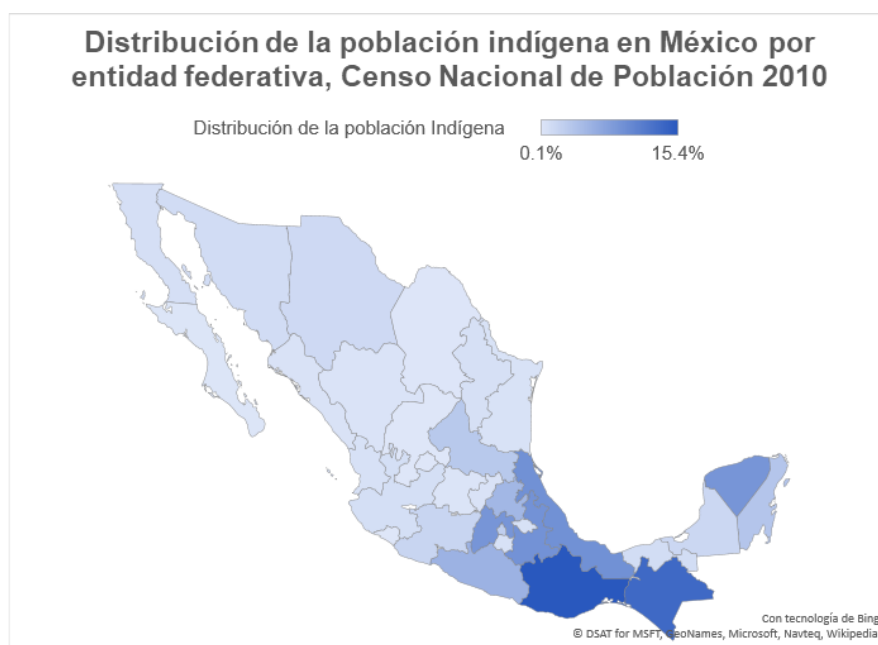 Distribución de la población indígena en México por
entidad federativa, Censo Nacional de Población 2010
Distribución de la población Indígena
0.1% 15.4%
Con tecnología de Bing
© DSAT for MSFT, GeoNames, Microsoft, Navteq, Wikipedia